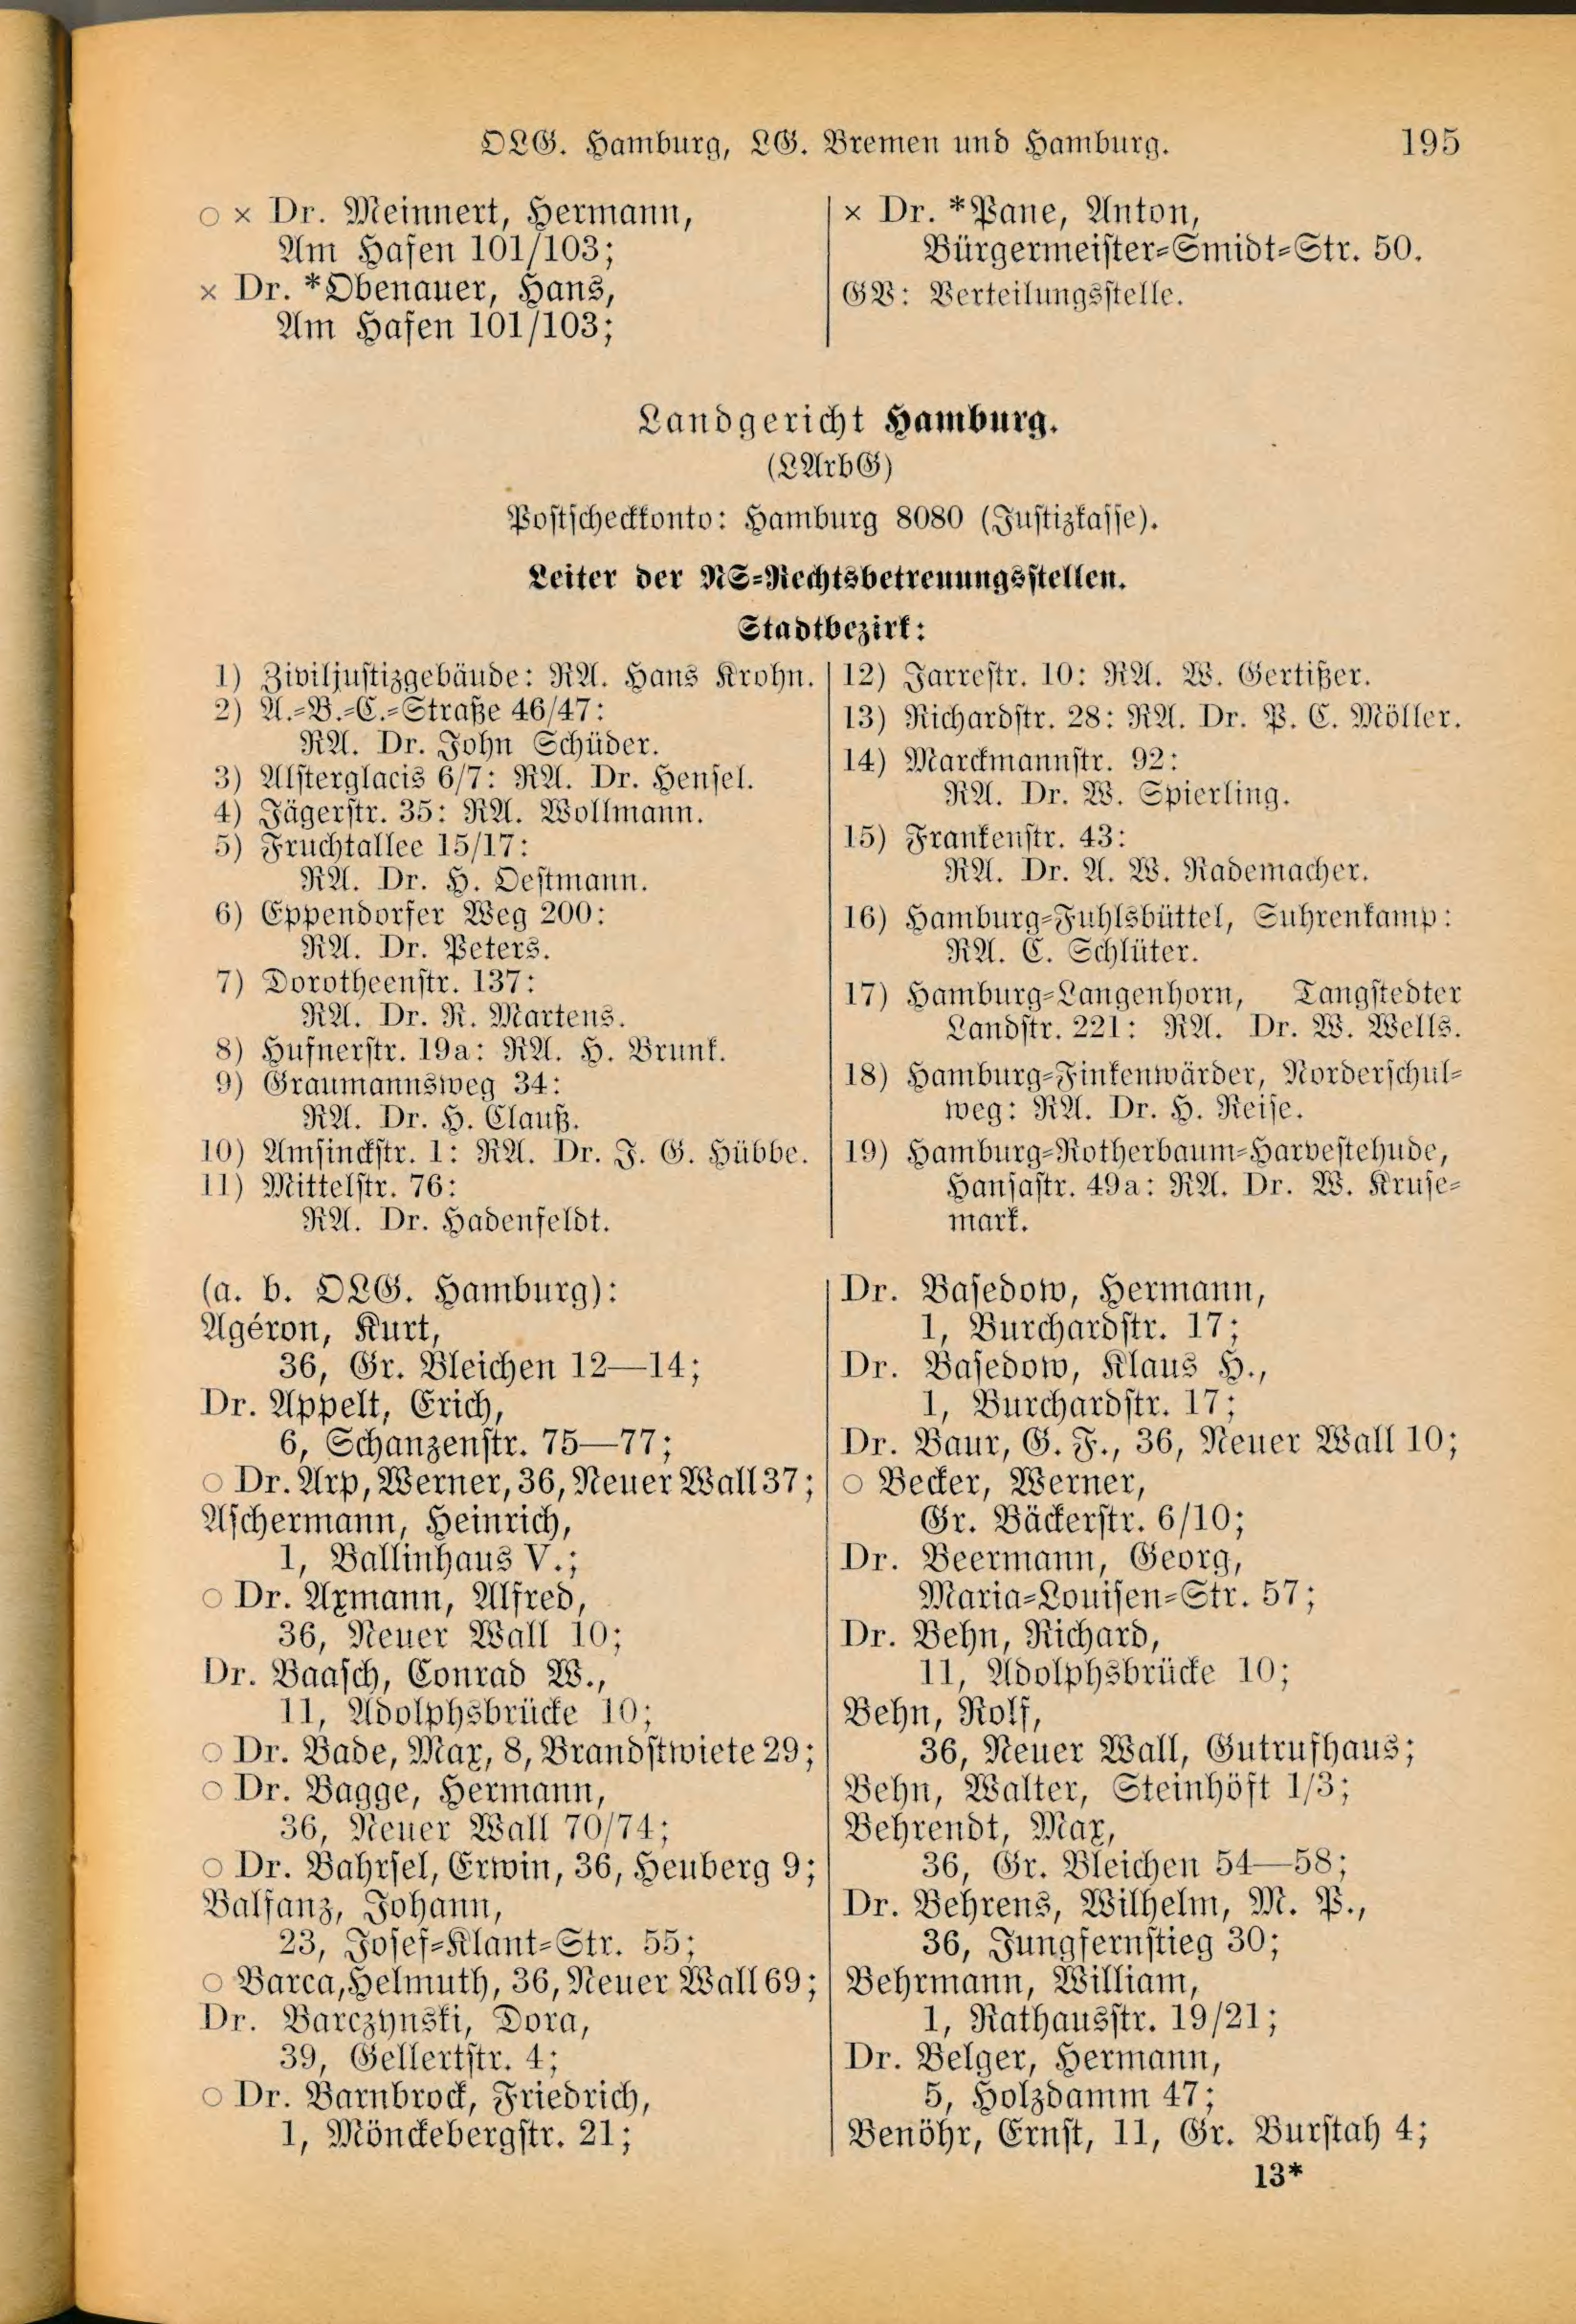 OLG. Hamburg, LG. Bremen und Hamburg. 195
○ × Dr. Meinnert, Hermann,
Am Hafen 101/103;
× Dr. *Obenauer, Hans,
Am Hafen 101/103;
× Dr. *Pane, Anton,
Bürgermeister-Smidt-Str. 50.
GV: Verteilungsstelle.
Landgericht Hamburg.
(LArbG)
Postscheckkonto: Hamburg 8080 (Justizkasse).
Leiter der NS-Rechtsbetreuungsstellen.
Stadtbezirk:
1) Ziviljustizgebäude: RA. Hans Krohn.
2) A.-B.-C.-Straße 46/47:
RA. Dr. John Schüder.
3) Alsterglacis 6/7: RA. Dr. Hensel.
4) Jägerstr. 35: RA. Wollmann.
5) Fruchtallee 15/17:
RA. Dr. H. Oestmann.
6) Eppendorfer Weg 200:
RA. Dr. Peters.
7) Dorotheenstr. 137:
RA. Dr. R. Martens.
8) Hufnerstr. 19a: RA. H. Brunk.
9) Graumannsweg 34:
RA. Dr. H. Clauß.
10) Amsinckstr. 1: RA. Dr. J. G. Hübbe.
11) Mittelstr. 76:
RA. Dr. Hadenfeldt.
12) Jarrestr. 10: RA. W. Gertißer.
13) Richardstr. 28: RA. Dr. P. C. Möller.
14) Marckmannstr. 92:
RA. Dr. W. Spierling.
15) Frankenstr. 43:
RA. Dr. A. W. Rademacher.
16) Hamburg-Fuhlsbüttel, Suhrenkamp:
RA. C. Schlüter.
17) Hamburg-Langenhorn, Tangstedter
Landstr. 221: RA. Dr. W. Wells.
18) Hamburg-Finkenwärder, Norderschul-
weg: RA. Dr. H. Reise.
19) Hamburg-Rotherbaum-Harvestehude,
Hansastr. 49a: RA. Dr. W. Kruse-
mark.
(a. b. OLG. Hamburg):
Agéron, Kurt,
36, Gr. Bleichen 12—14;
Dr. Appelt, Erich,
6, Schanzenstr. 75—77;
○ Dr. Arp, Werner, 36, Neuer Wall 37;
Aschermann, Heinrich,
1, Ballinhaus V.;
○ Dr. Axmann, Alfred,
36, Neuer Wall 10;
Dr. Baasch, Conrad W.,
11, Adolphsbrücke 10;
○ Dr. Bade, Max, 8, Brandstwiete 29;
○ Dr. Bagge, Hermann,
36, Neuer Wall 70/74;
○ Dr. Bahrsel, Erwin, 36, Heuberg 9;
Balfanz, Johann,
23, Josef-Klant-Str. 55;
○ Barca, Helmuth, 36, Neuer Wall 69;
Dr. Barczynski, Dora,
39, Gellertstr. 4;
○ Dr. Barnbrock, Friedrich,
1, Mönckebergstr. 21;
Dr. Basedow, Hermann,
1, Burchardstr. 17;
Dr. Basedow, Klaus H.,
1, Burchardstr. 17;
Dr. Baur, G. F., 36, Neuer Wall 10;
○ Becker, Werner,
Gr. Bäckerstr. 6/10;
Dr. Beermann, Georg,
Maria-Louisen-Str. 57;
Dr. Behn, Richard,
11, Adolphsbrücke 10;
Behn, Rolf,
36, Neuer Wall, Gutrufhaus;
Behn, Walter, Steinhöft 1/3;
Behrendt, Max,
36, Gr. Bleichen 54—58;
Dr. Behrens, Wilhelm, M. P.,
36, Jungfernstieg 30;
Behrmann, William,
1, Rathausstr. 19/21;
Dr. Belger, Hermann,
5, Holzdamm 47;
Benöhr, Ernst, 11, Gr. Burstah 4;
13*